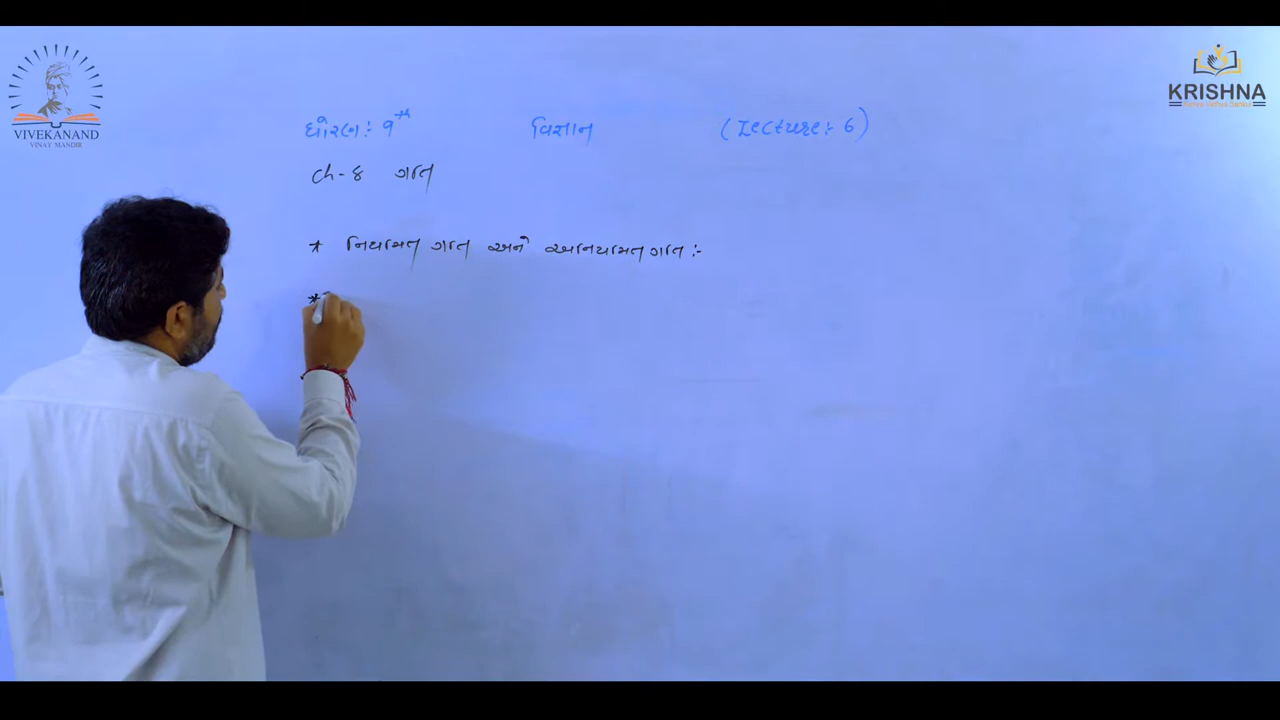 VIVEKANAND
VINAY MANDIR
KRISHNA
ધોરણ:- 9th વિજ્ઞાન (Lecture:- 6)
ch-8 ગતિ
* નિયમિત ગતિ અને અનિયમિત ગતિ :-
*